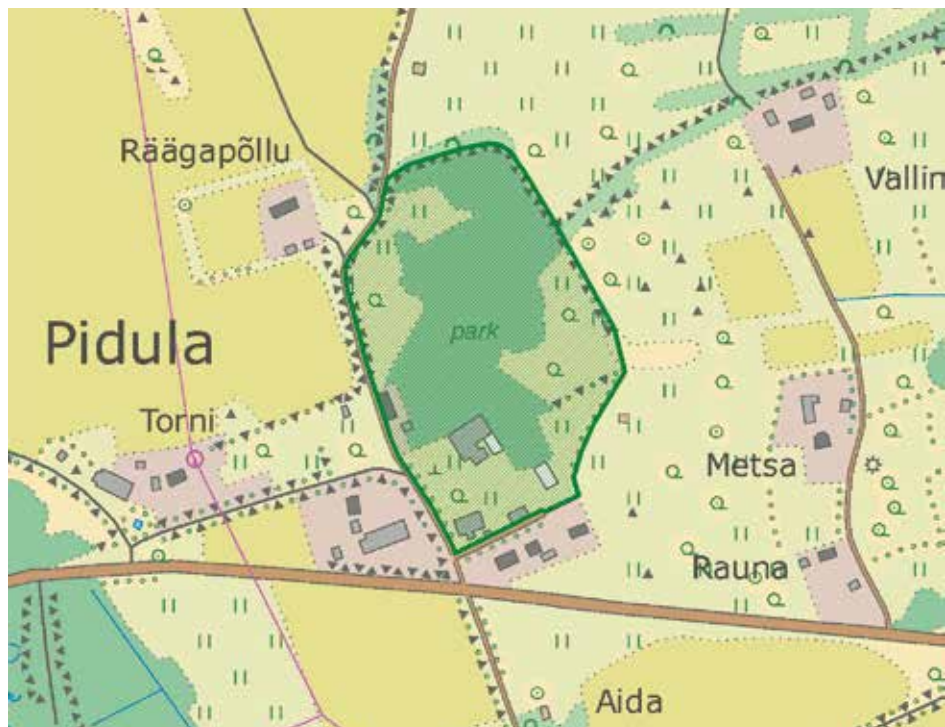 Räägapõllu
Vallin
park
Pidula
Torni
Metsa
Rauna
Aida